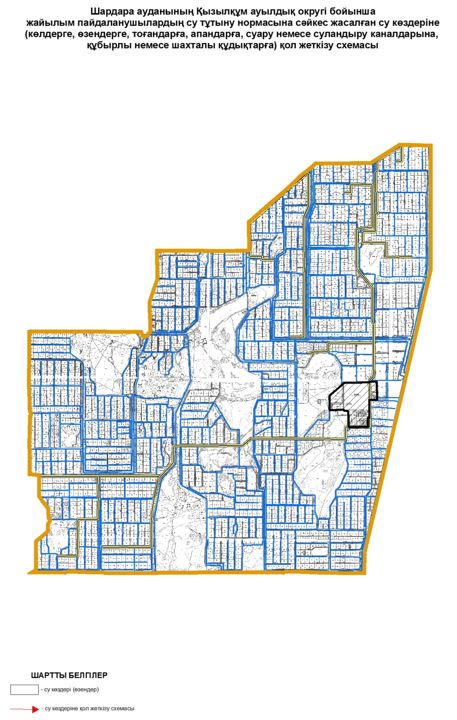 Шардара ауданының Қызылқұм ауылдық округі бойынша
жайылым пайдаланушылардың су тұтыну нормасына сәйкес жасалған су көздеріне
(көлдерге, өзендерге, тоғандарға, апандарға, суару немесе суландыру каналдарына,
құбырлы немесе шахталы құдықтарға) қол жеткізу схемасы
ШАРТТЫ БЕЛГІЛЕР
- су көздері (өзендер)
- су көздеріне қол жеткізу схемасы